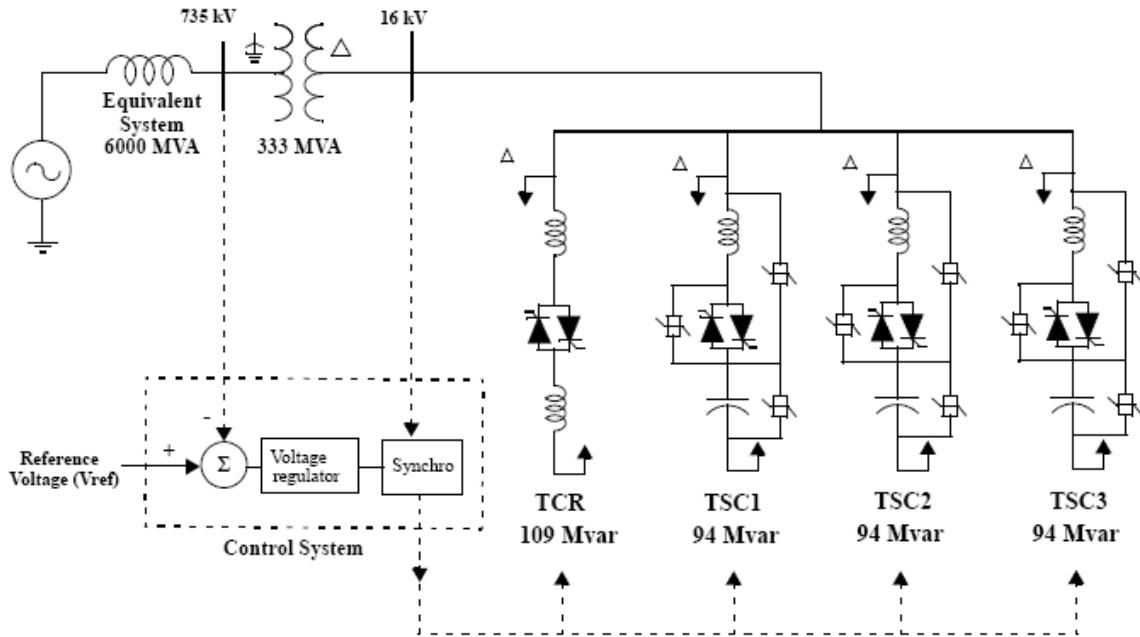 735 kV
16 kV
Δ
Equivalent
System
6000 MVA
333 MVA
Δ
Δ
Δ
Δ
-
+
Reference
Voltage (Vref)
Σ
Voltage
regulator
Synchro
Control System
TCR
109 Mvar
TSC1
94 Mvar
TSC2
94 Mvar
TSC3
94 Mvar